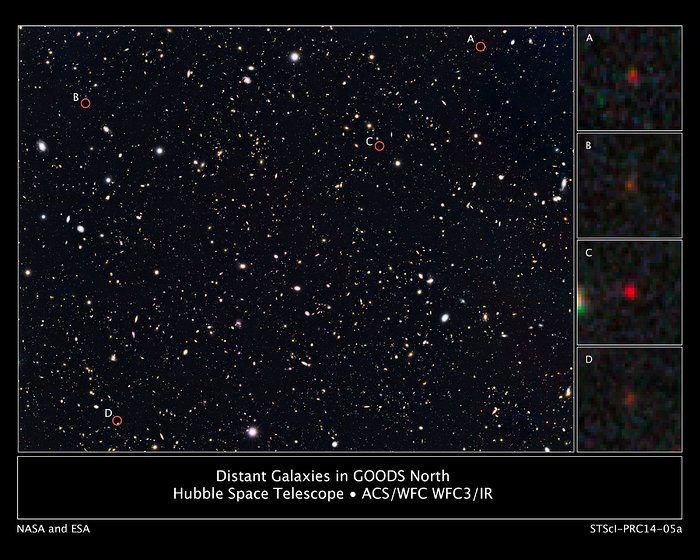 A
A
B
B
C
C
D
D
Distant Galaxies in GOODS North
Hubble Space Telescope • ACS/WFC WFC3/IR
NASA and ESA
STScI-PRC14-05a